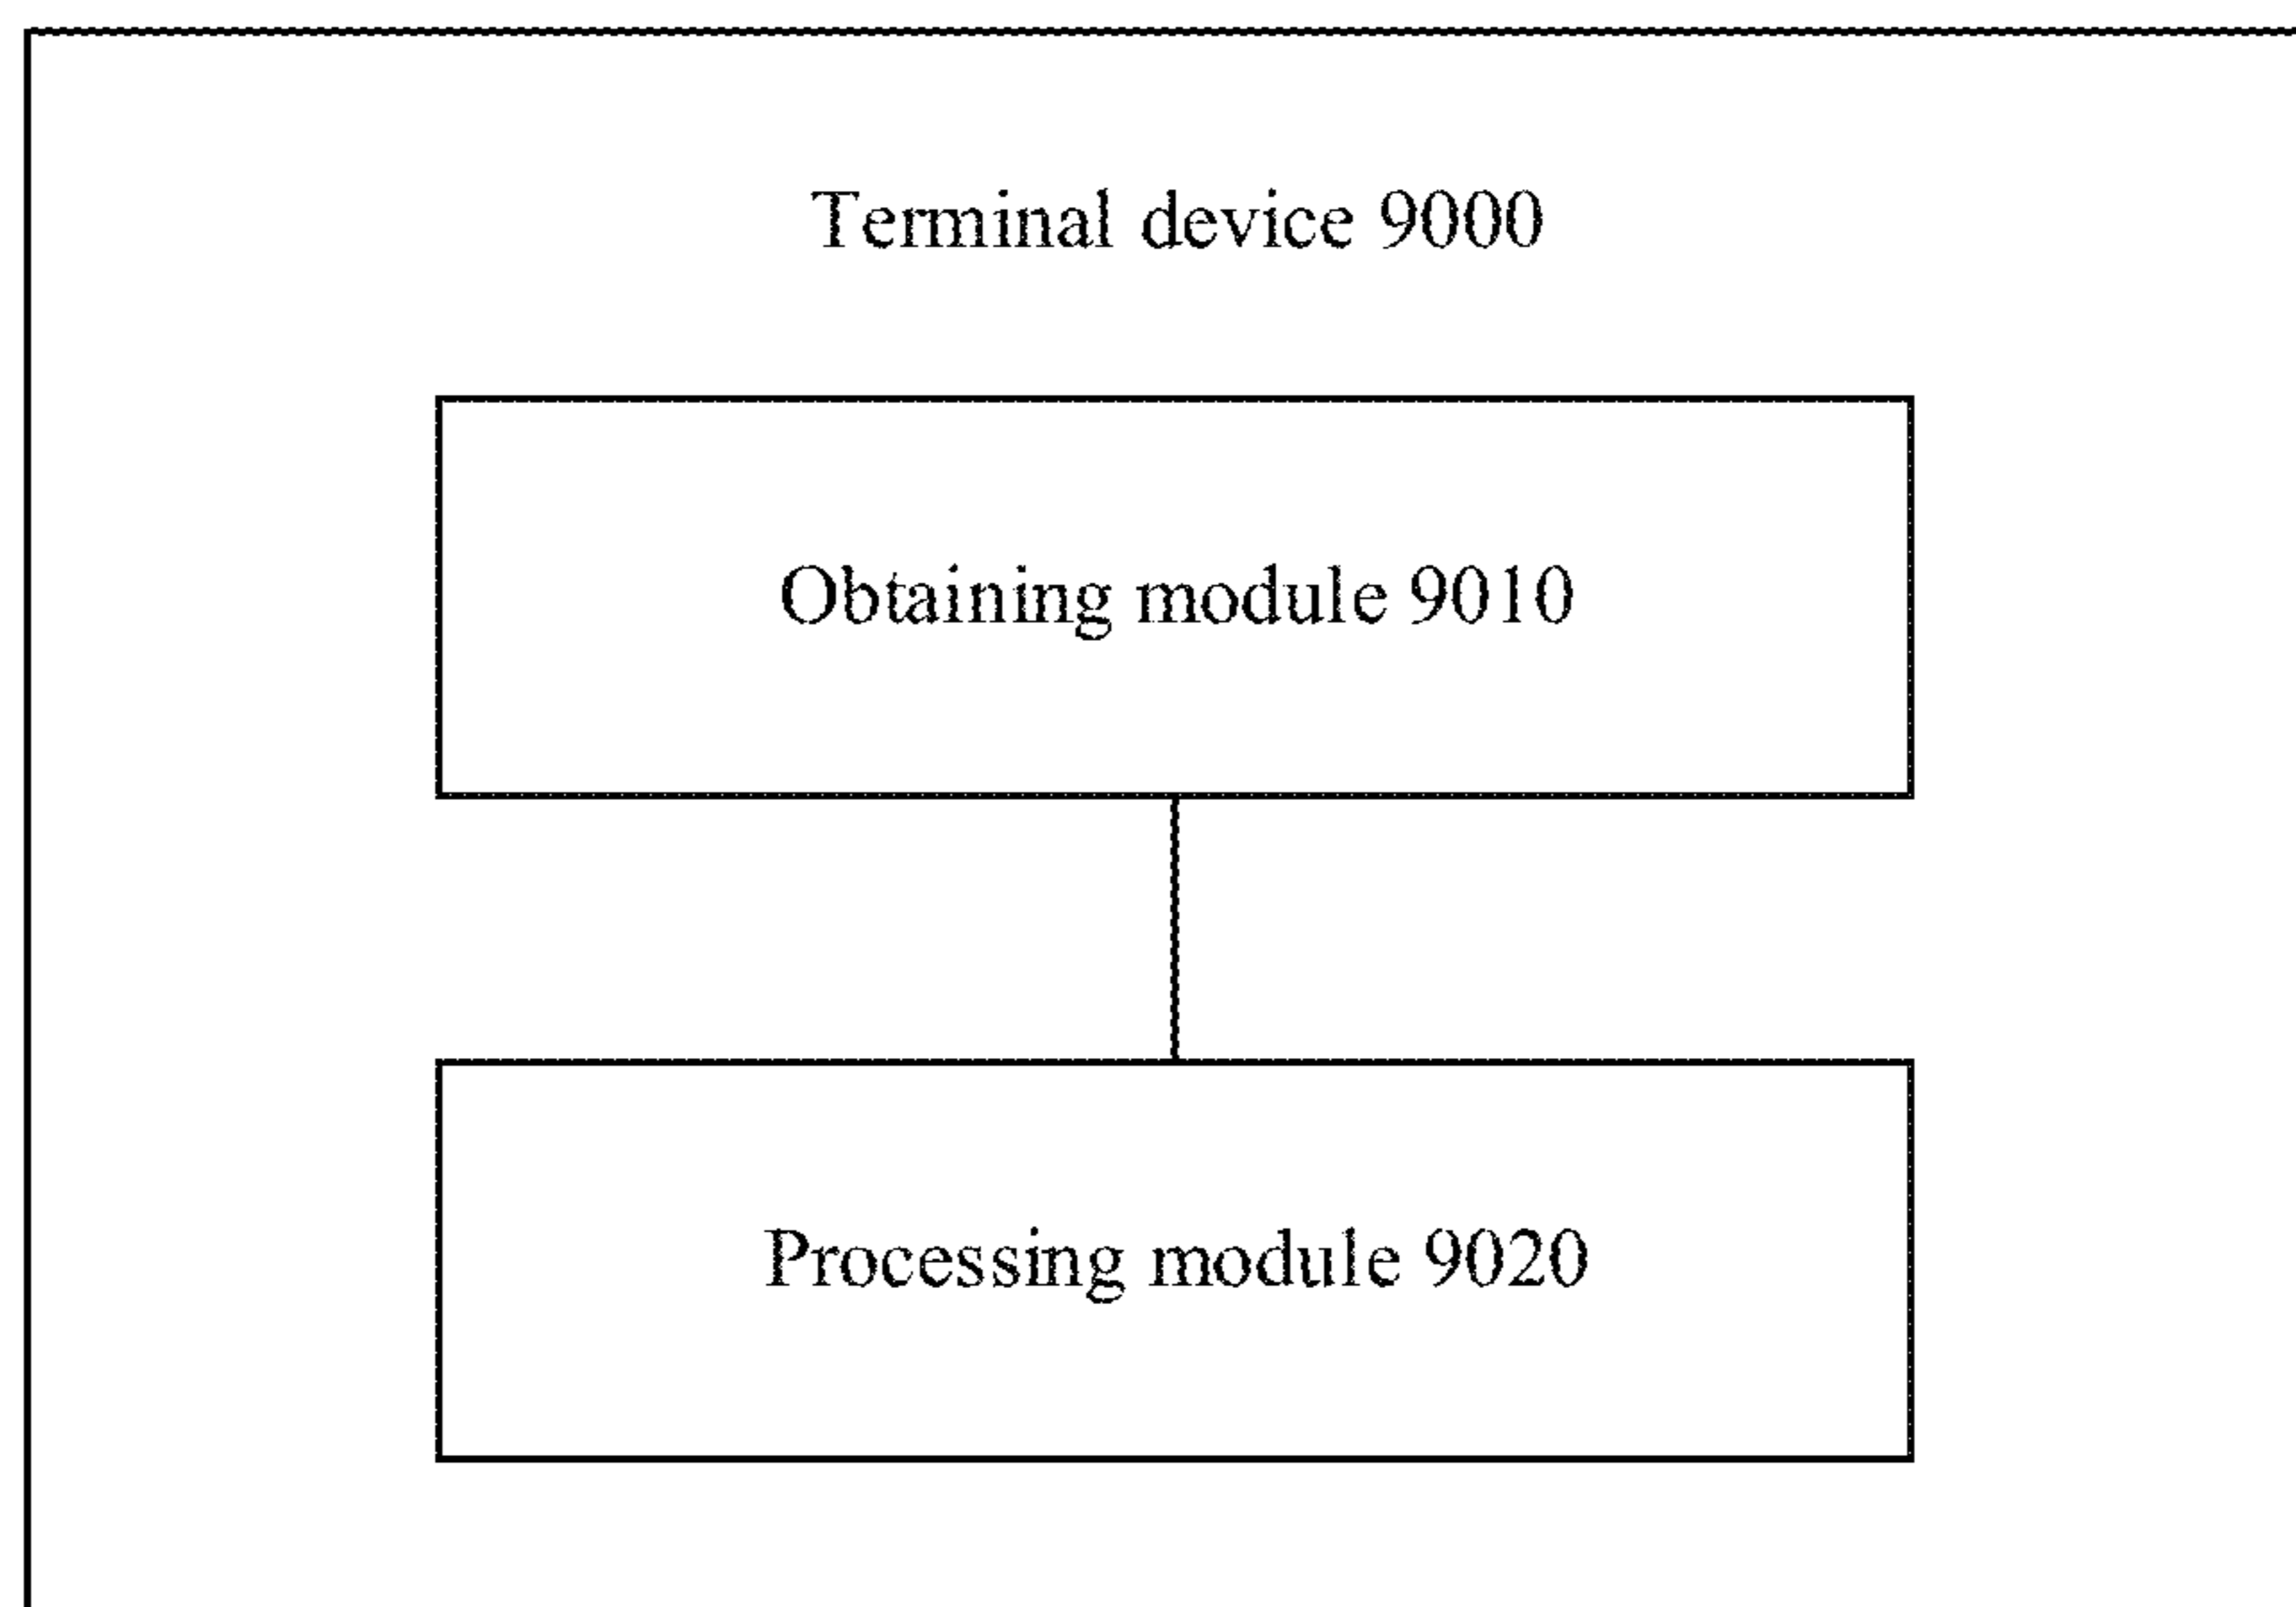 Terminal device 9000
Obtaining module 9010
Processing module 9020